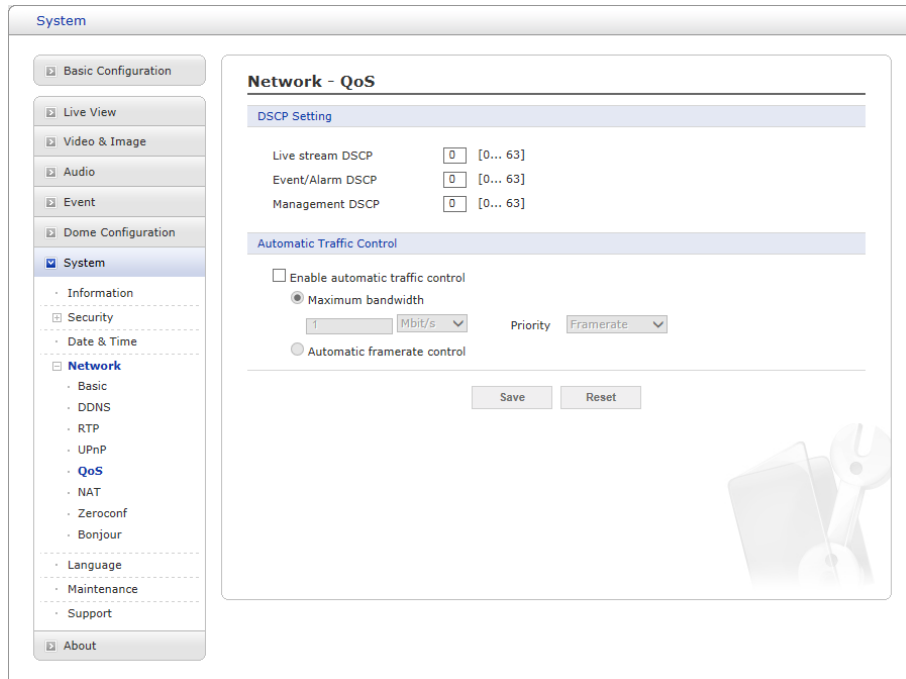 System
Basic Configuration
Live View
Video & Image
Audio
Event
Dome Configuration
System
Information
Security
Date & Time
Network
Basic
DDNS
RTP
UPnP
QoS
NAT
Zeroconf
Bonjour
Language
Maintenance
Support
About
Network - QoS
DSCP Setting
Live stream DSCP 0 [0... 63]
Event/Alarm DSCP 0 [0... 63]
Management DSCP 0 [0... 63]
Automatic Traffic Control
Enable automatic traffic control
Maximum bandwidth
1 Mbit/s Priority Framerate
Automatic framerate control
Save Reset